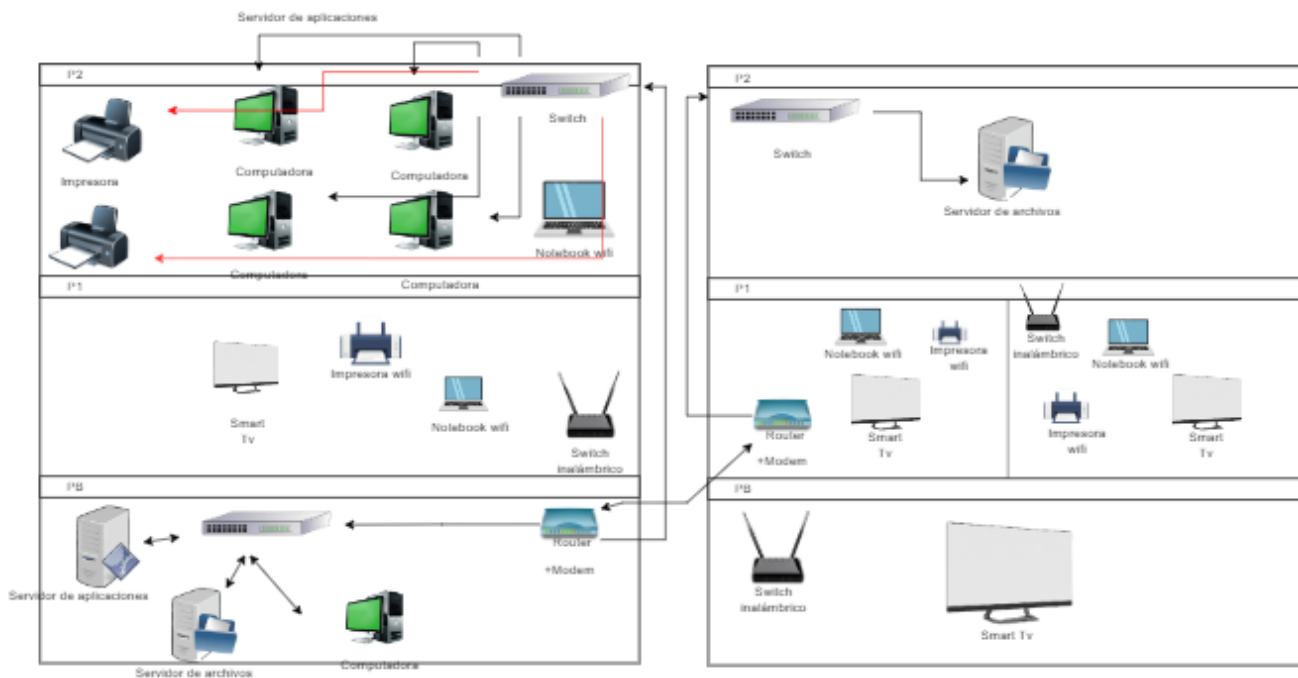 Servidor de aplicaciones
P2
Switch
Impresora
Computadora
Computadora
Notebook wifi
Computadora
Computadora
P1
Impresora wifi
Smart
Tv
Notebook wifi
Switch
inalámbrico
PB
Router
+Modem
Servidor de aplicaciones
Servidor de archivos
Computadora
P2
Switch
Servidor de archivos
P1
Notebook wifi
Impresora
wifi
Switch
inalámbrico
Notebook wifi
Router
+Modem
Smart
Tv
Impresora
wifi
Smart
Tv
PB
Switch
inalámbrico
Smart Tv